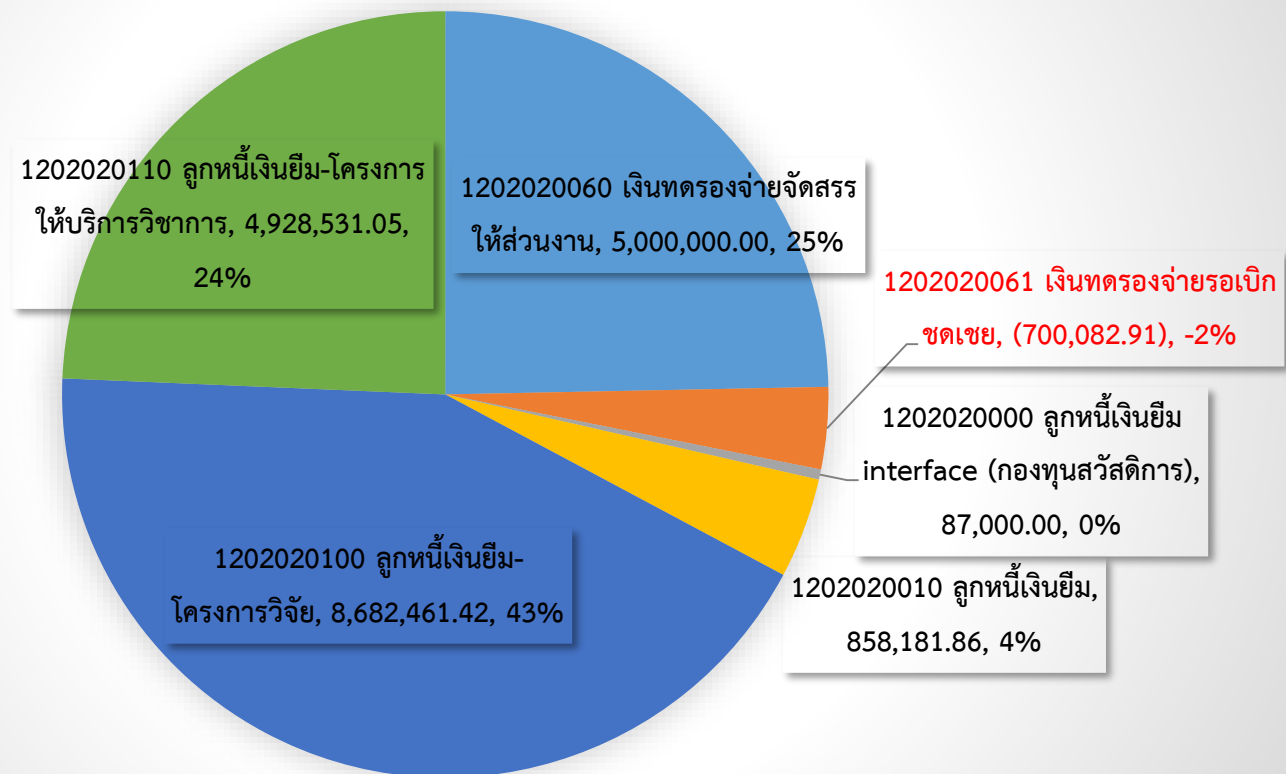 1202020110 ลูกหนี้เงินยืม-โครงการ
ให้บริการวิชาการ, 4,928,531.05,
24%
1202020060 เงินทดรองจ่ายจัดสรร
ให้ส่วนงาน, 5,000,000.00, 25%
1202020061 เงินทดรองจ่ายรอเบิก
ชดเชย, (700,082.91), -2%
1202020000 ลูกหนี้เงินยืม
interface (กองทุนสวัสดิการ),
87,000.00, 0%
1202020010 ลูกหนี้เงินยืม,
858,181.86, 4%
1202020100 ลูกหนี้เงินยืม-
โครงการวิจัย, 8,682,461.42, 43%